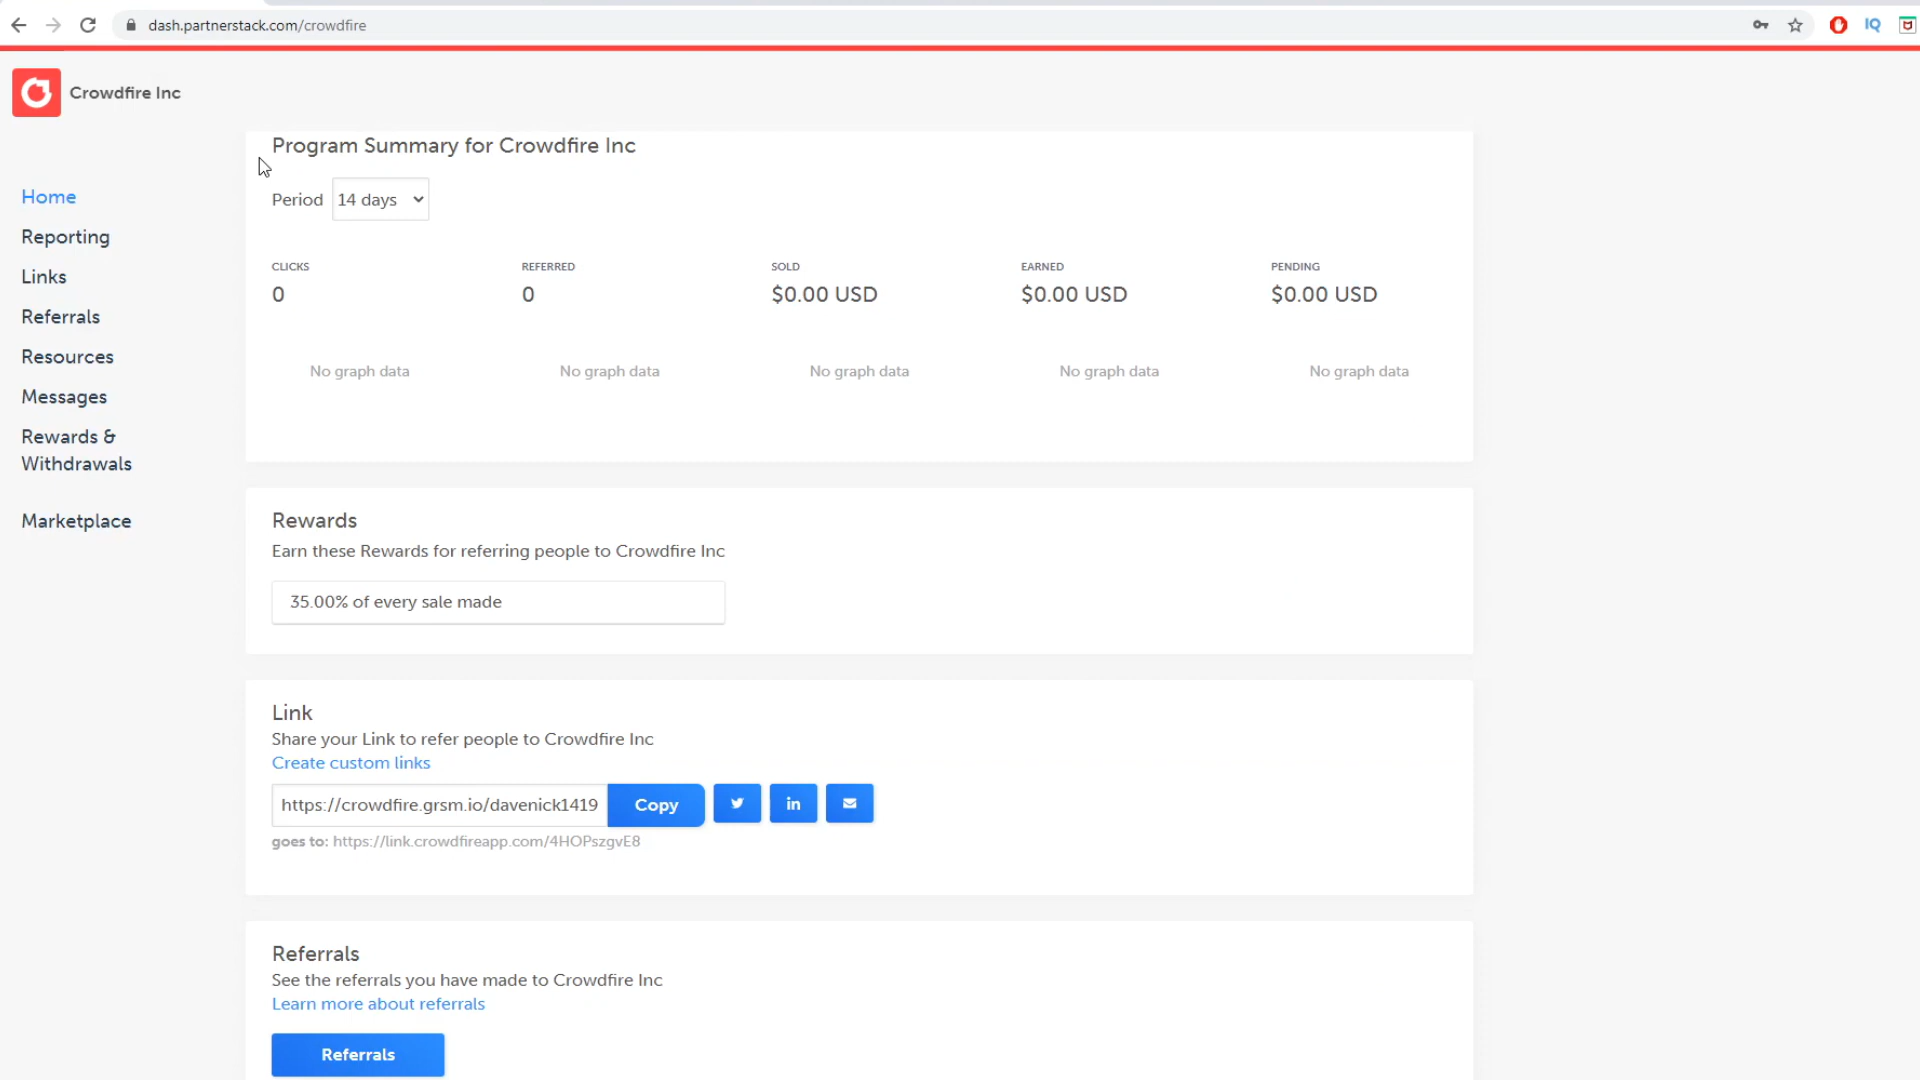 dash.partnerstack.com/crowdfire
IQ
Crowdfire Inc
Home
Reporting
Links
Referrals
Resources
Messages
Rewards &
Withdrawals
Marketplace
Program Summary for Crowdfire Inc
Period 14 days
CLICKS REFERRED SOLD EARNED PENDING
0 0 $0.00 USD $0.00 USD $0.00 USD
No graph data No graph data No graph data No graph data No graph data
Rewards
Earn these Rewards for referring people to Crowdfire Inc
35.00% of every sale made
Link
Share your Link to refer people to Crowdfire Inc
Create custom links
https://crowdfire.grsm.io/davenick1419 Copy in
goes to: https://link.crowdfireapp.com/4HOPszgvE8
Referrals
See the referrals you have made to Crowdfire Inc
Learn more about referrals
Referrals